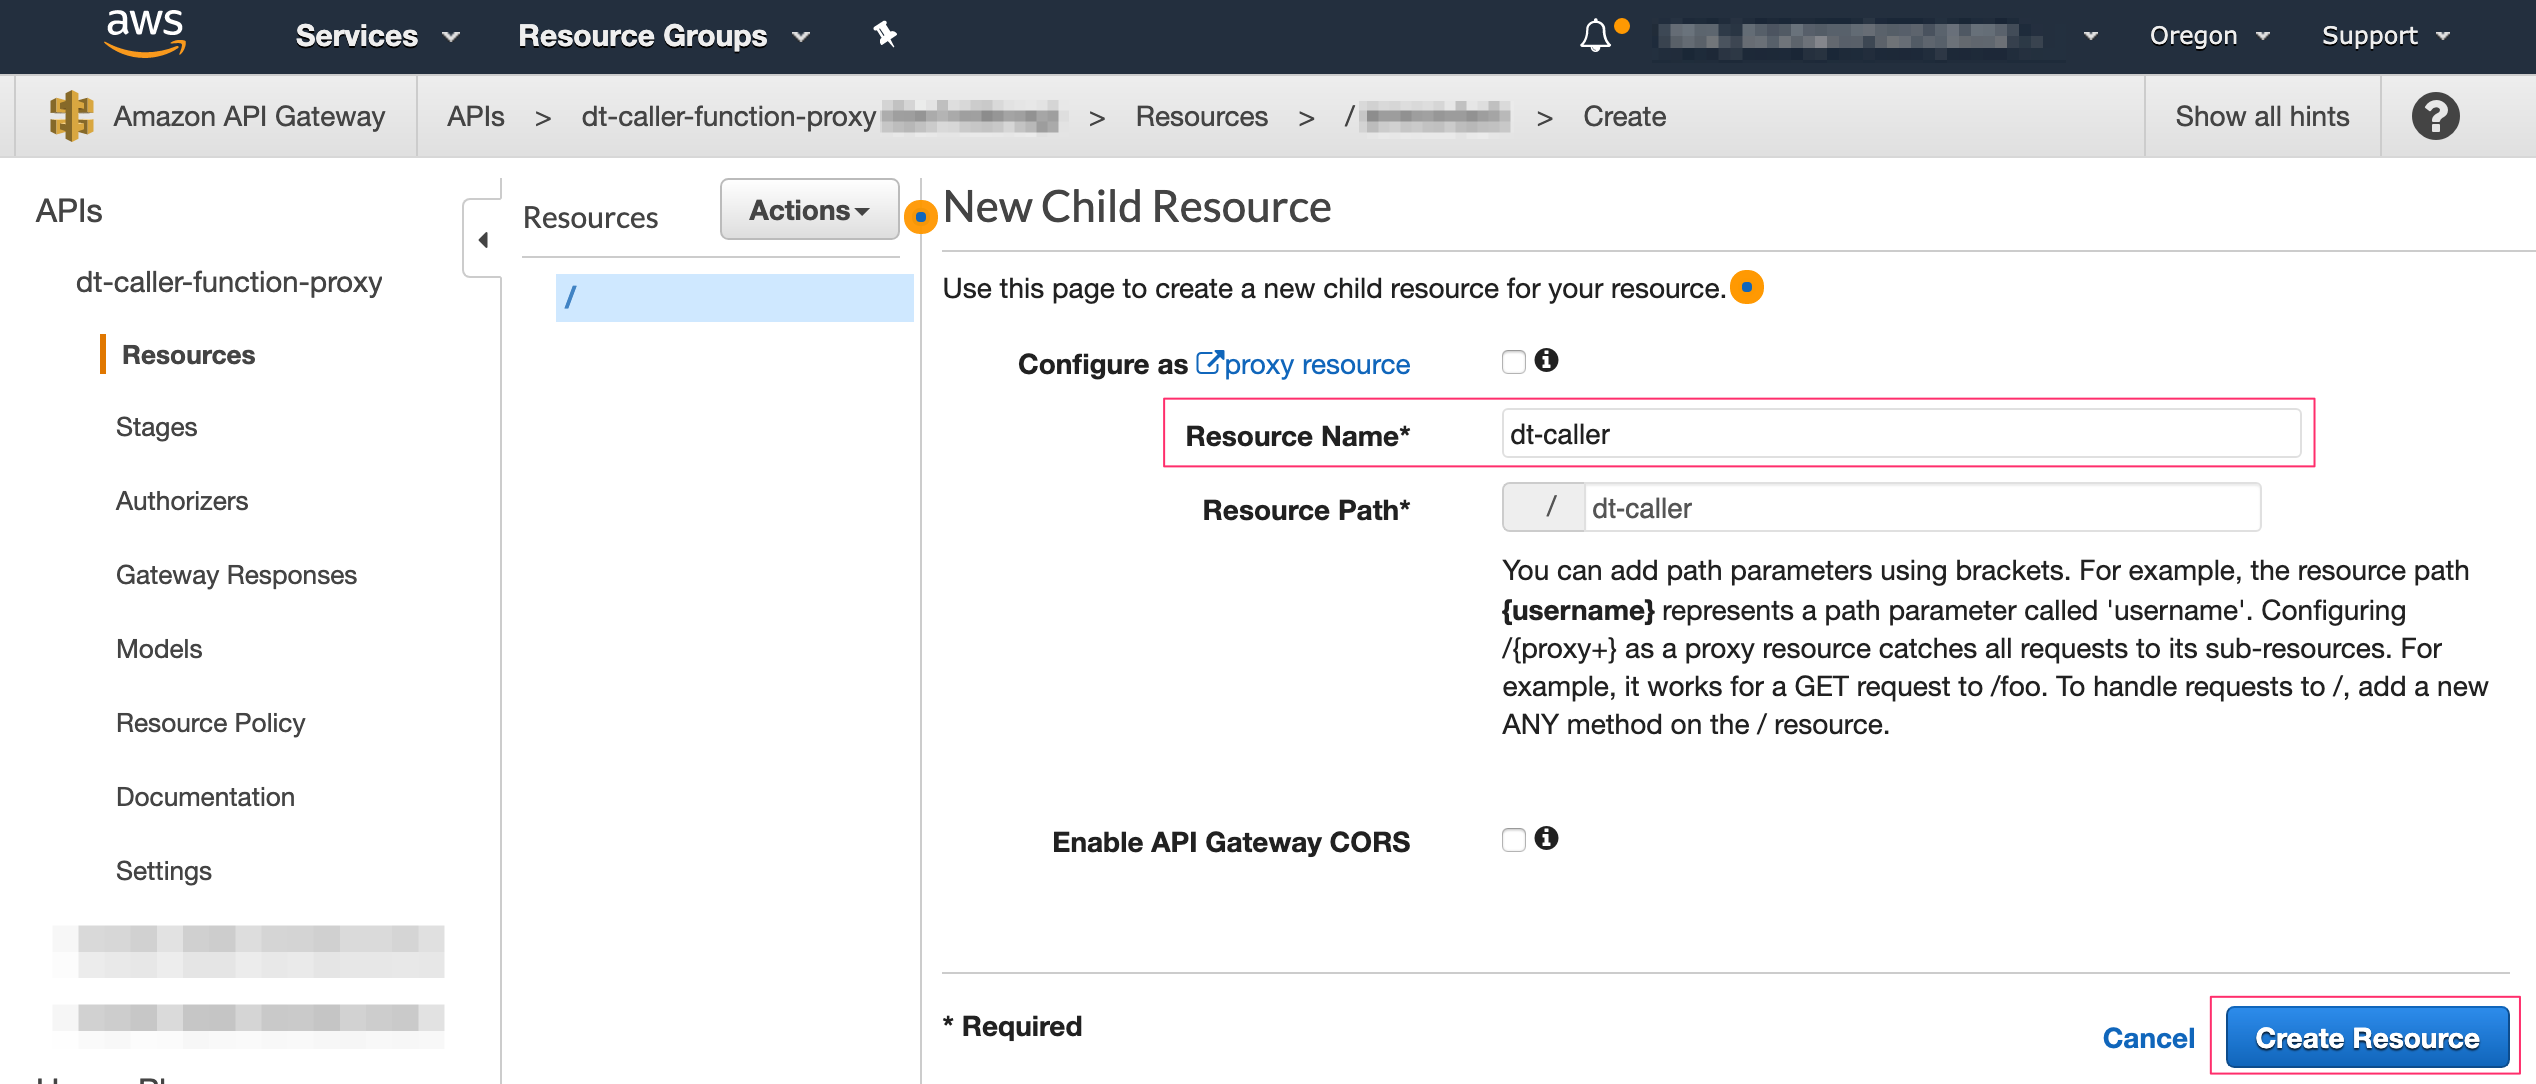 aws Services Resource Groups Oregon Support
Amazon API Gateway APIs > dt-caller-function-proxy > Resources > / > Create Show all hints ?
APIs
dt-caller-function-proxy
Resources
Stages
Authorizers
Gateway Responses
Models
Resource Policy
Documentation
Settings
Resources Actions
/
New Child Resource
Use this page to create a new child resource for your resource.
Configure as proxy resource
Resource Name* dt-caller
Resource Path* / dt-caller
You can add path parameters using brackets. For example, the resource path
{username} represents a path parameter called 'username'. Configuring
/{proxy+} as a proxy resource catches all requests to its sub-resources. For
example, it works for a GET request to /foo. To handle requests to /, add a new
ANY method on the / resource.
Enable API Gateway CORS
* Required
Cancel Create Resource